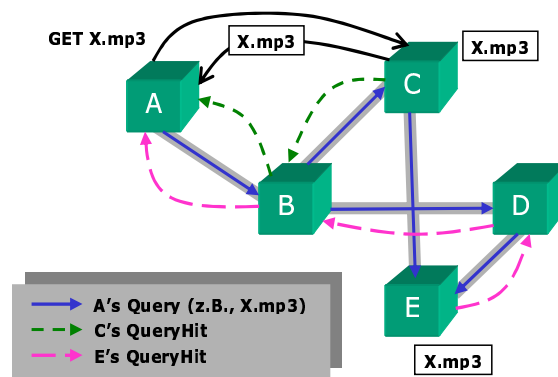 GET X.mp3
X.mp3
X.mp3
A
C
B
D
E
A's Query (z.B., X.mp3)
C's QueryHit
E's QueryHit
X.mp3